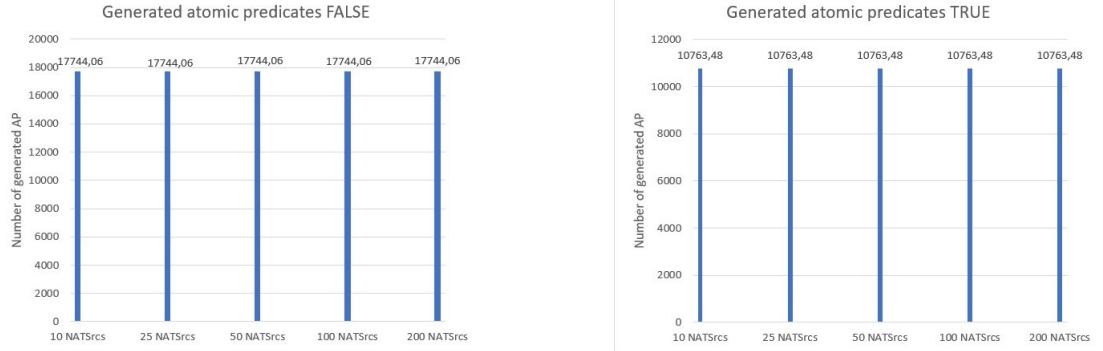 Generated atomic predicates FALSE
Number of generated AP
20000
18000
16000
14000
12000
10000
8000
6000
4000
2000
0
17744,06
17744,06
17744,06
17744,06
17744,06
10 NATSrcs
25 NATSrcs
50 NATSrcs
100 NATSrcs
200 NATSrcs
Generated atomic predicates TRUE
Number of generated AP
12000
10000
8000
6000
4000
2000
0
10763,48
10763,48
10763,48
10763,48
10763,48
10 NATSrcs
25 NATSrcs
50 NATSrcs
100 NATSrcs
200 NATSrcs